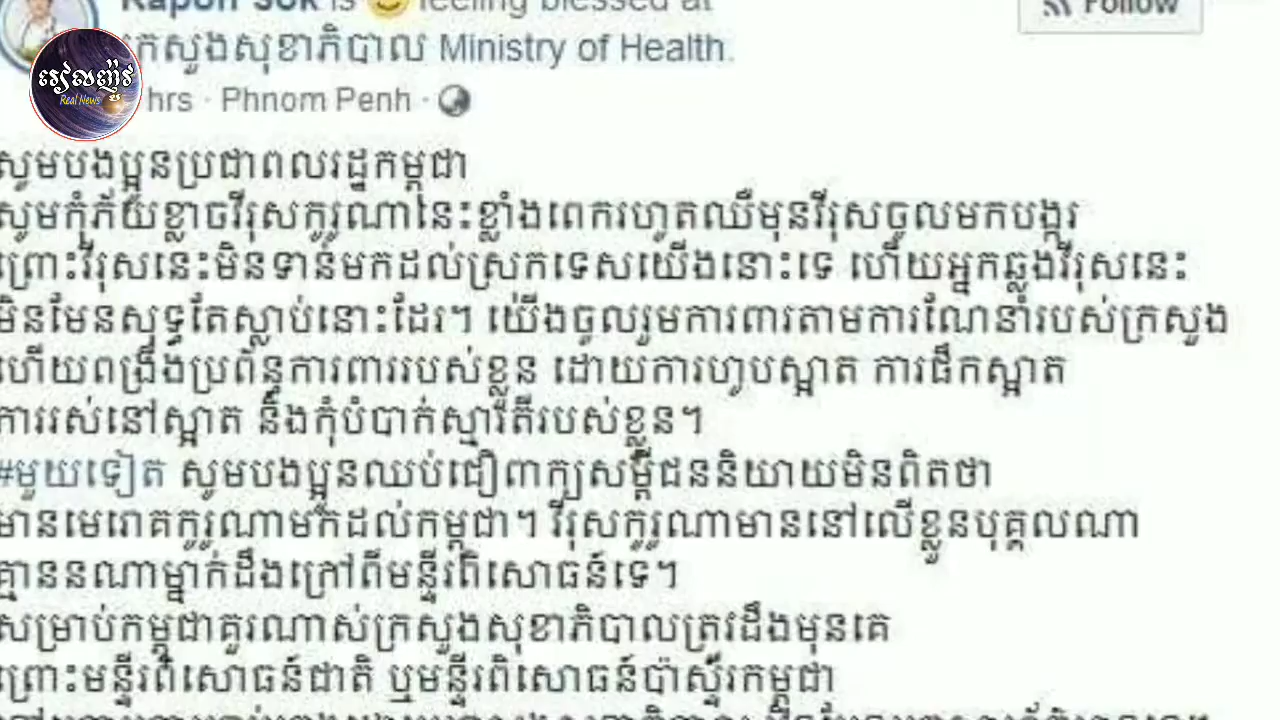 Rapun Sok is feeling blessed at
ក្រសួងសុខាភិបាល Ministry of Health.
Follow
រៀលញ៉ូវ
Real News
hrs · Phnom Penh ·
សូមបងប្អូនប្រជាពលរដ្ឋកម្ពុជា
សូមកុំភ័យខ្លាចវីរុសកូរូណានេះខ្លាំងពេករហូតឈឺមុនវីរុសចូលមកបង្ករ
ព្រោះវីរុសនេះមិនទាន់មកដល់ស្រុកទេសយើងនោះទេ ហើយអ្នកឆ្លងវីរុសនេះ
មិនមែនសុទ្ធតែស្លាប់នោះដែរ។ យើងចូលរួមការពារតាមការណែនាំរបស់ក្រសួង
ហើយពង្រឹងប្រព័ន្ធការពាររបស់ខ្លួន ដោយការហូបស្អាត ការផឹកស្អាត
ការរស់នៅស្អាត និងកុំបំបាក់ស្មារតីរបស់ខ្លួន។
#មួយទៀត សូមបងប្អូនឈប់ជឿពាក្យសម្តីជននិយាយមិនពិតថា
មានមេរោគកូរូណាមកដល់កម្ពុជា។ វីរុសកូរូណាមាននៅលើខ្លួនបុគ្គលណា
គ្មាននណាម្នាក់ដឹងក្រៅពីមន្ទីរពិសោធន៍ទេ។
សម្រាប់កម្ពុជាគួរណាស់ក្រសួងសុខាភិបាលត្រូវដឹងមុនគេ
ព្រោះមន្ទីរពិសោធន៍ជាតិ ឬមន្ទីរពិសោធន៍ប៉ាស្ទ័រកម្ពុជា